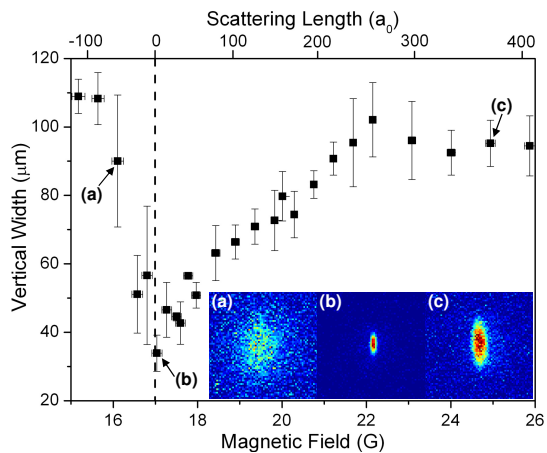 Scattering Length (a0)
-100 0 100 200 300 400
120
100
80
60
40
20
Vertical Width (μm)
(a)
(b)
(c)
(a) (b) (c)
16 18 20 22 24 26
Magnetic Field (G)